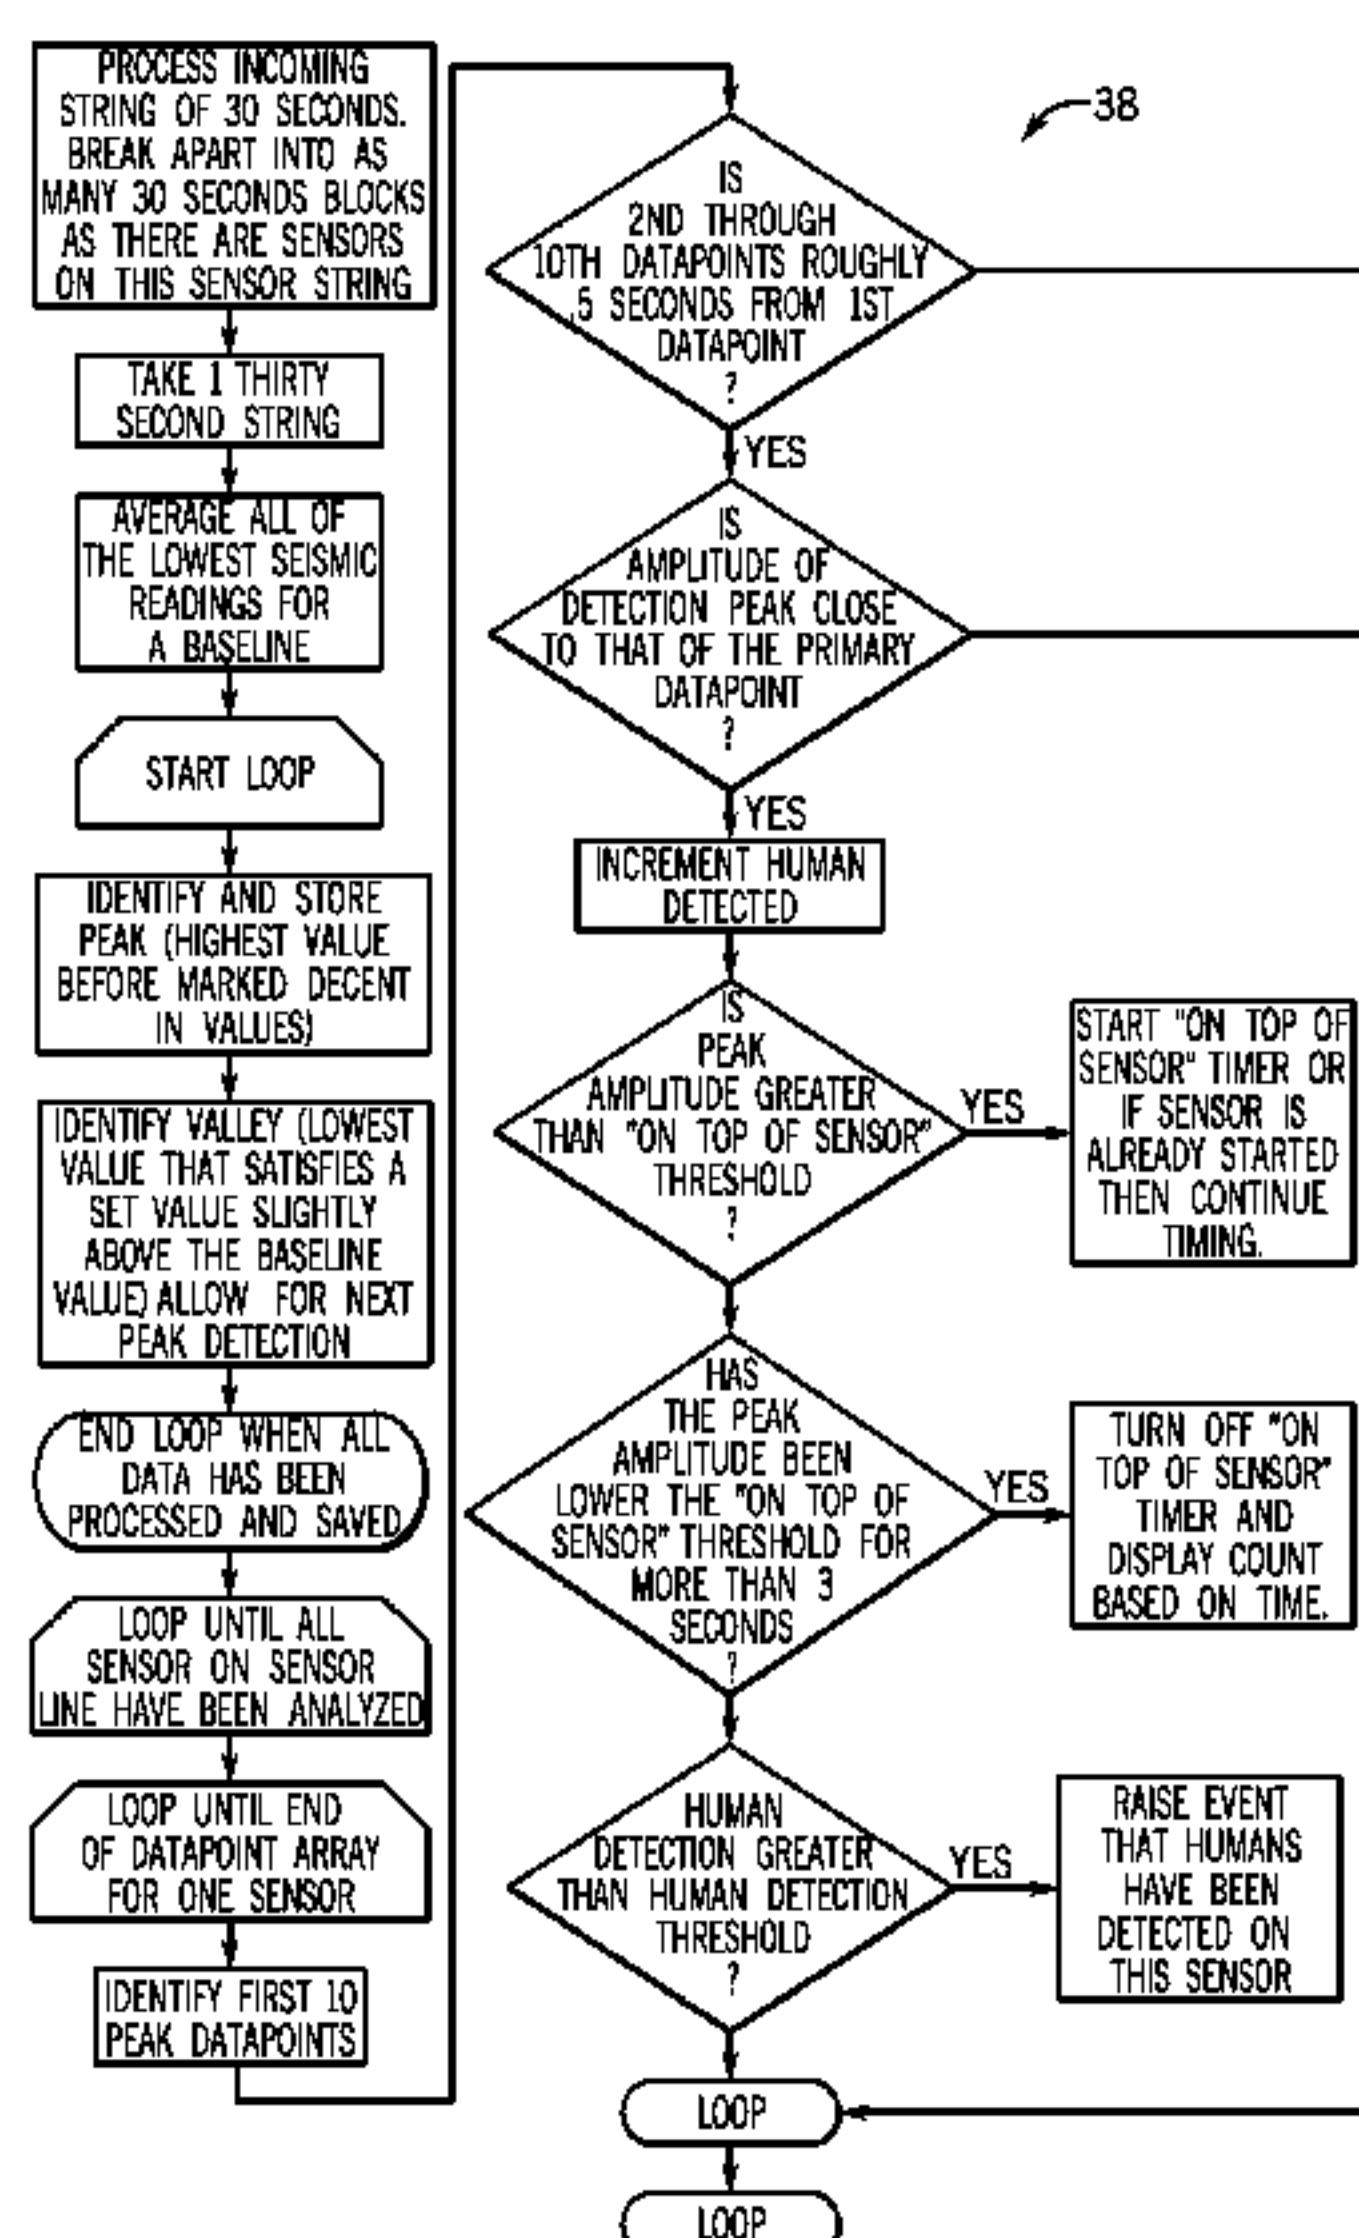 PROCESS INCOMING
STRING OF 30 SECONDS.
BREAK APART INTO AS
MANY 30 SECONDS BLOCKS
AS THERE ARE SENSORS
ON THIS SENSOR STRING
TAKE 1 THIRTY
SECOND STRING
AVERAGE ALL OF
THE LOWEST SEISMIC
READINGS FOR
A BASELINE
START LOOP
IDENTIFY AND STORE
PEAK (HIGHEST VALUE
BEFORE MARKED DECENT
IN VALUES)
IDENTIFY VALLEY (LOWEST
VALUE THAT SATISFIES A
SET VALUE SLIGHTLY
ABOVE THE BASELINE
VALUE) ALLOW FOR NEXT
PEAK DETECTION
END LOOP WHEN ALL
DATA HAS BEEN
PROCESSED AND SAVED
LOOP UNTIL ALL
SENSOR ON SENSOR
LINE HAVE BEEN ANALYZED
LOOP UNTIL END
OF DATAPOINT ARRAY
FOR ONE SENSOR
IDENTIFY FIRST 10
PEAK DATAPOINTS
38
IS
2ND THROUGH
10TH DATAPOINTS ROUGHLY
.5 SECONDS FROM 1ST
DATAPOINT
?
YES
IS
AMPLITUDE OF
DETECTION PEAK CLOSE
TO THAT OF THE PRIMARY
DATAPOINT
?
YES
INCREMENT HUMAN
DETECTED
IS
PEAK
AMPLITUDE GREATER
THAN "ON TOP OF SENSOR"
THRESHOLD
?
YES
START "ON TOP OF
SENSOR" TIMER OR
IF SENSOR IS
ALREADY STARTED
THEN CONTINUE
TIMING.
HAS
THE PEAK
AMPLITUDE BEEN
LOWER THE "ON TOP OF
SENSOR" THRESHOLD FOR
MORE THAN 3
SECONDS
?
YES
TURN OFF "ON
TOP OF SENSOR"
TIMER AND
DISPLAY COUNT
BASED ON TIME.
HUMAN
DETECTION GREATER
THAN HUMAN DETECTION
THRESHOLD
?
YES
RAISE EVENT
THAT HUMANS
HAVE BEEN
DETECTED ON
THIS SENSOR
LOOP
LOOP